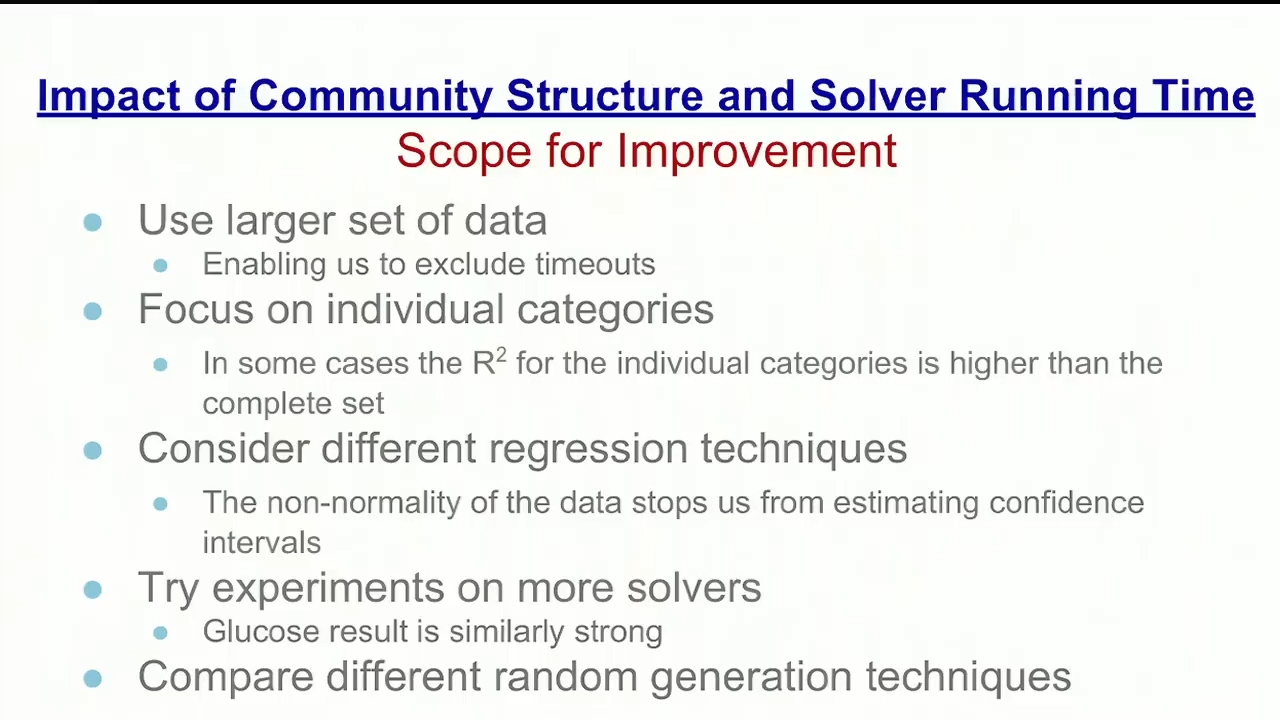 Impact of Community Structure and Solver Running Time
Scope for Improvement
● Use larger set of data
● Enabling us to exclude timeouts
● Focus on individual categories
● In some cases the R² for the individual categories is higher than the
complete set
● Consider different regression techniques
● The non-normality of the data stops us from estimating confidence
intervals
● Try experiments on more solvers
● Glucose result is similarly strong
● Compare different random generation techniques